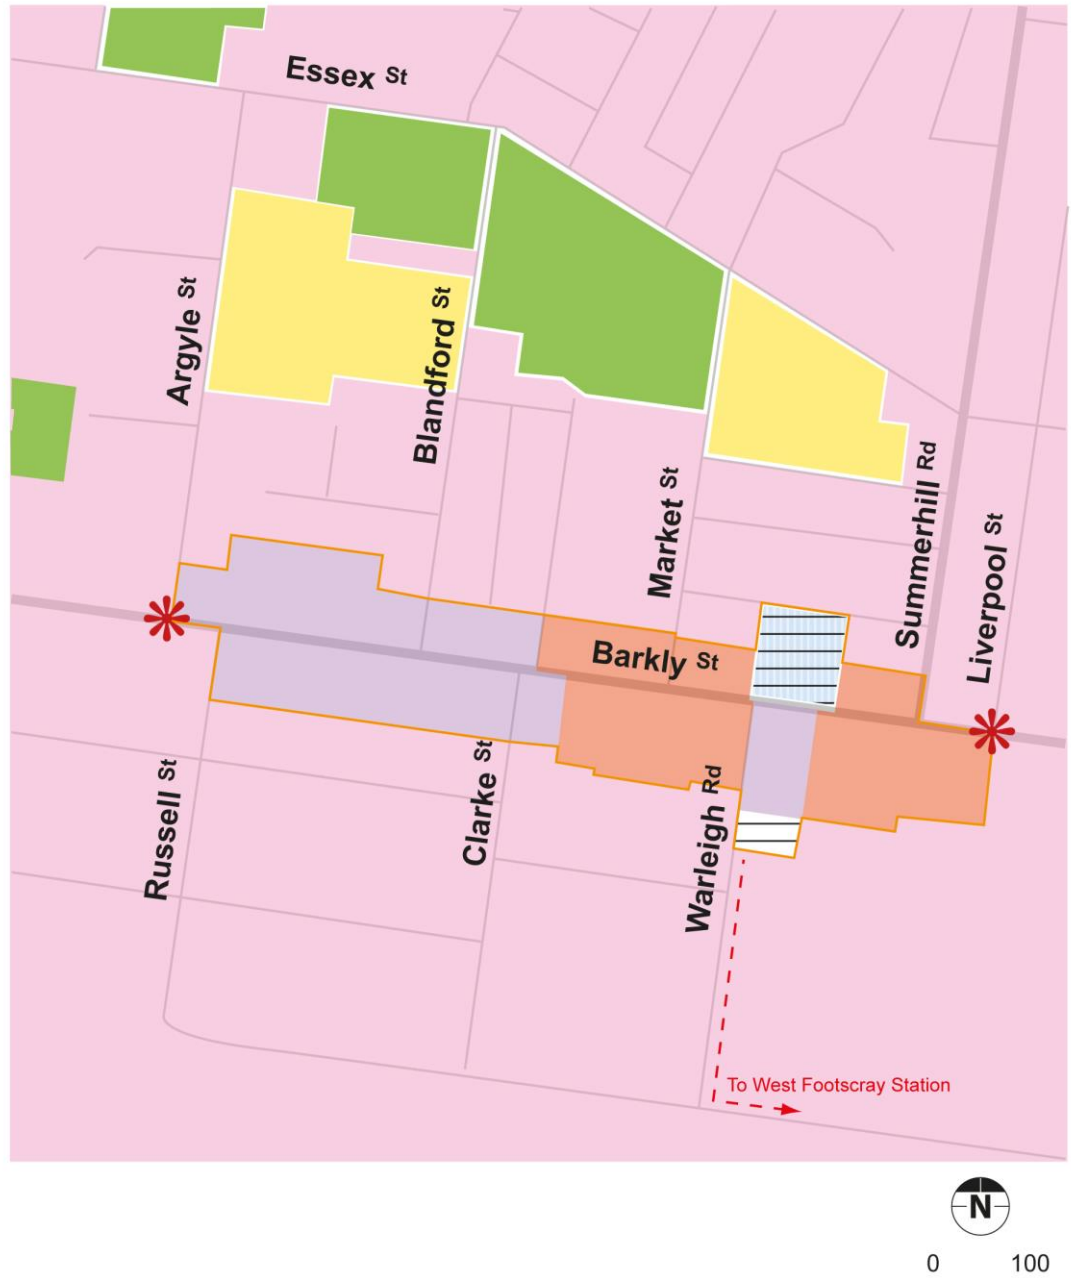 Essex St
Argyle St
Blandford St
Market St
Summerhill Rd
Liverpool St
Barkly St
Russell St
Clarke St
Warleigh Rd
To West Footscray Station
N
0 100